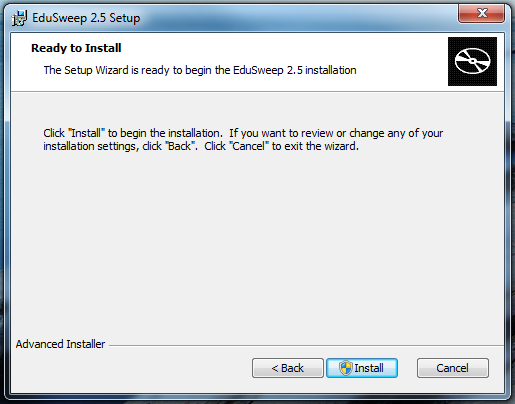 EduSweep 2.5 Setup
Ready to Install
The Setup Wizard is ready to begin the EduSweep 2.5 installation
Click "Install" to begin the installation.  If you want to review or change any of your
installation settings, click "Back".  Click "Cancel" to exit the wizard.
Advanced Installer
< Back
Install
Cancel